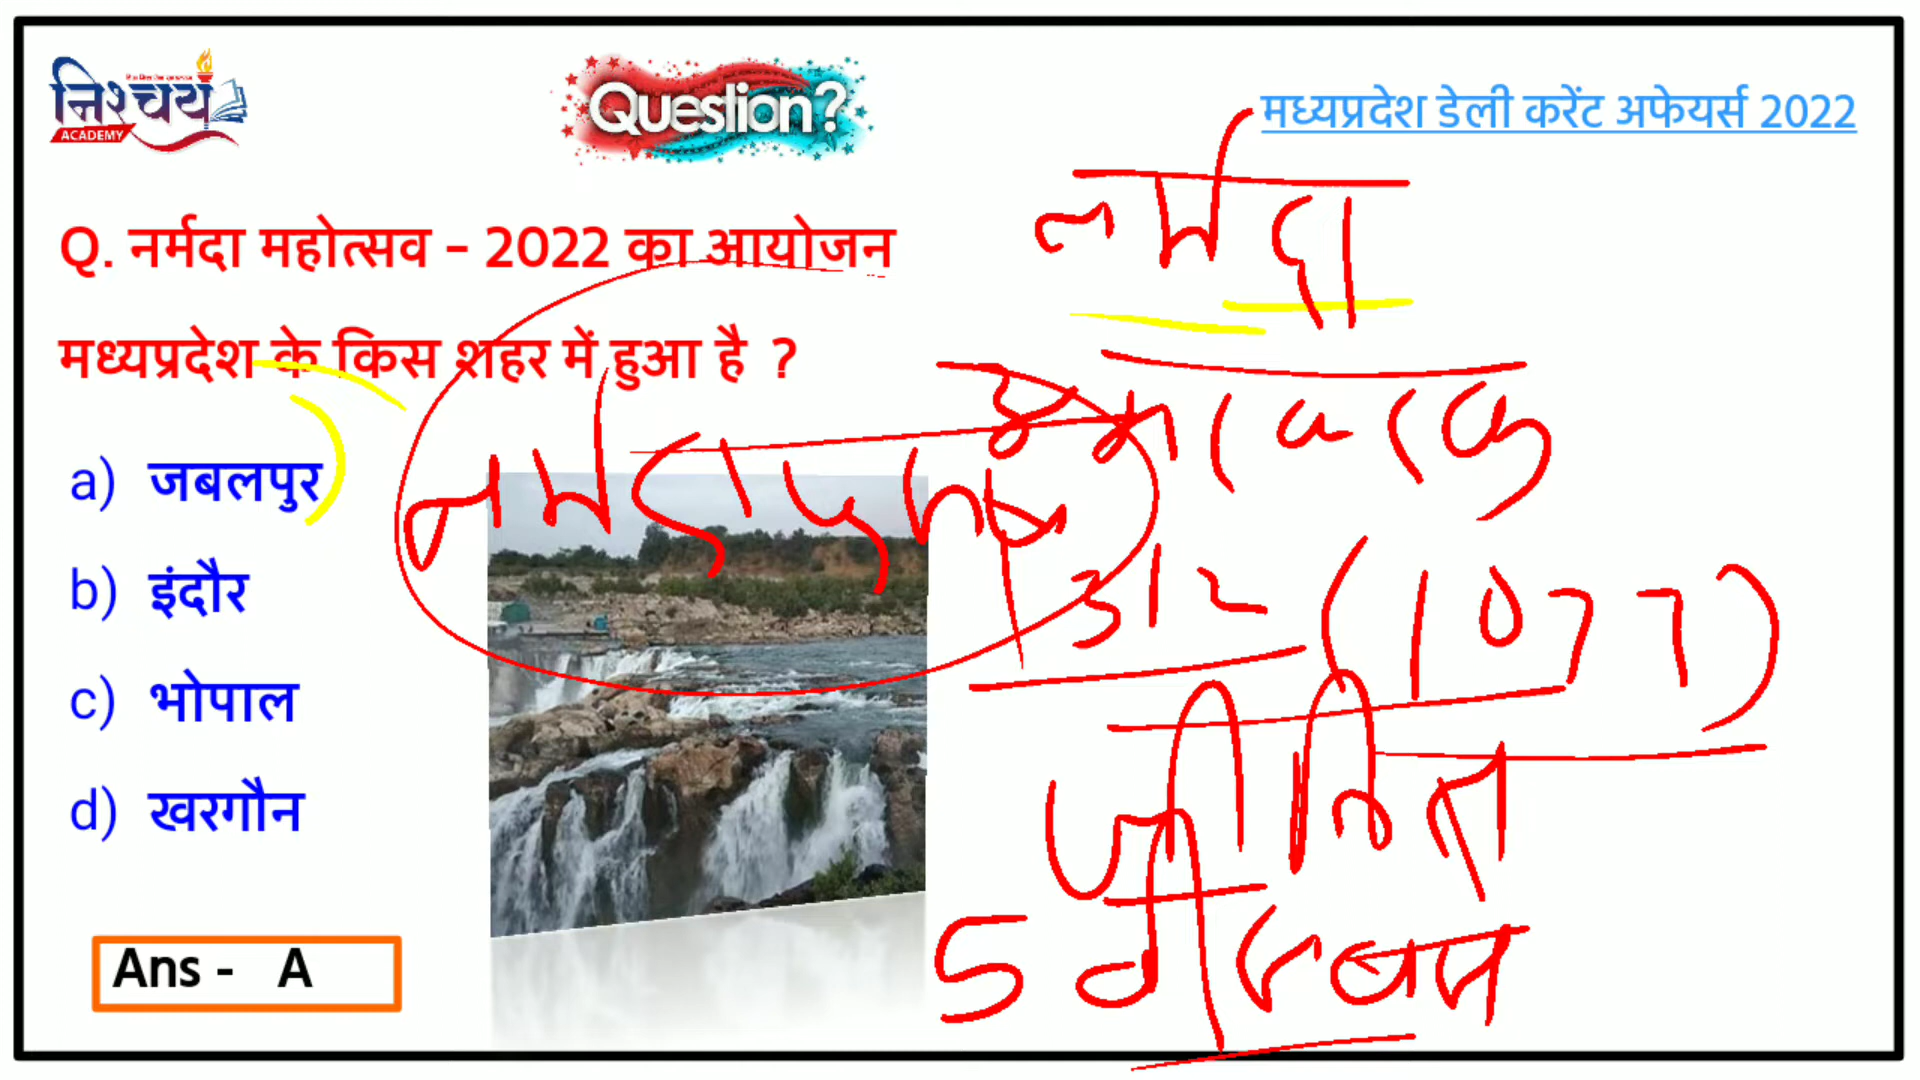 निश्चय
ACADEMY
Question?
मध्यप्रदेश डेली करेंट अफेयर्स 2022
Q. नर्मदा महोत्सव - 2022 का आयोजन
मध्यप्रदेश के किस शहर में हुआ है ?
a) जबलपुर
b) इंदौर
c) भोपाल
d) खरगौन
Ans - A
नर्मदा
नर्मदापुरम
(1077)
5